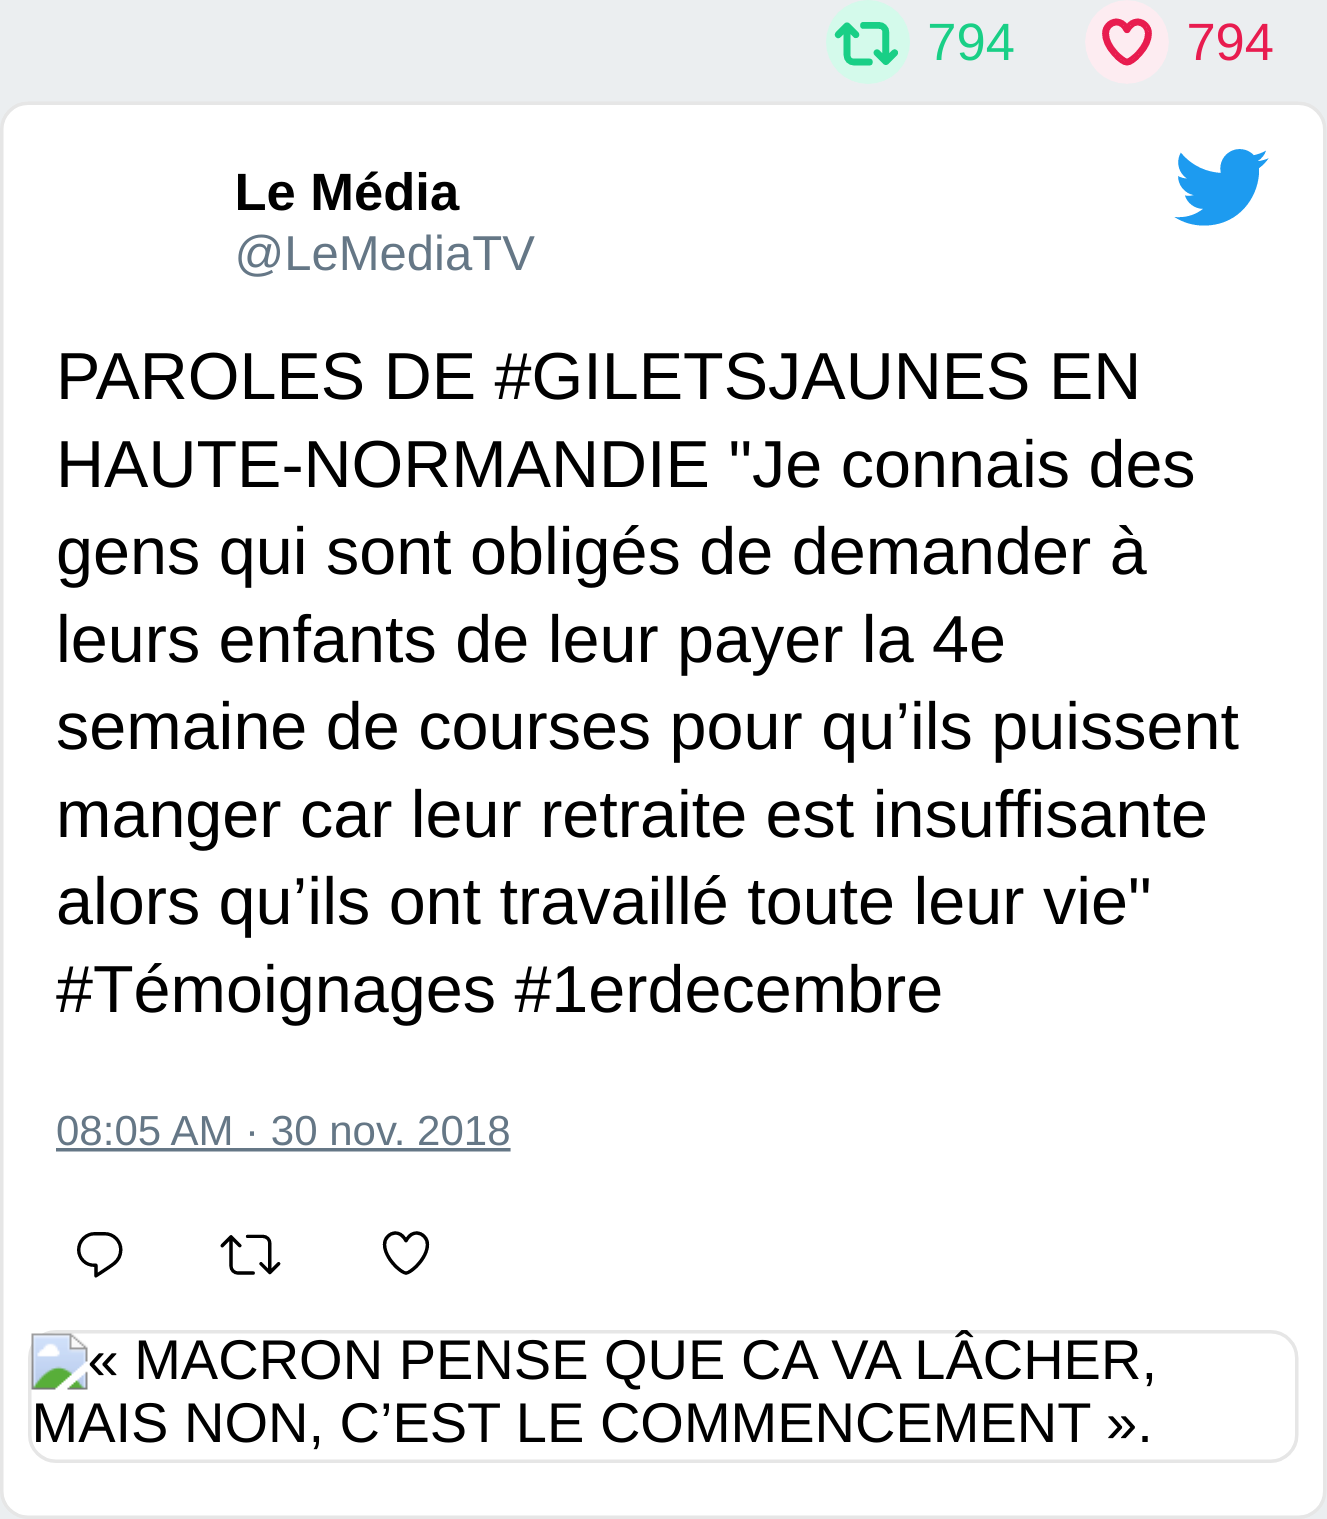 794 794
Le Média
@LeMediaTV
PAROLES DE #GILETSJAUNES EN
HAUTE-NORMANDIE "Je connais des
gens qui sont obligés de demander à
leurs enfants de leur payer la 4e
semaine de courses pour qu’ils puissent
manger car leur retraite est insuffisante
alors qu’ils ont travaillé toute leur vie"
#Témoignages #1erdecembre
08:05 AM · 30 nov. 2018
« MACRON PENSE QUE CA VA LÂCHER,
MAIS NON, C’EST LE COMMENCEMENT ».